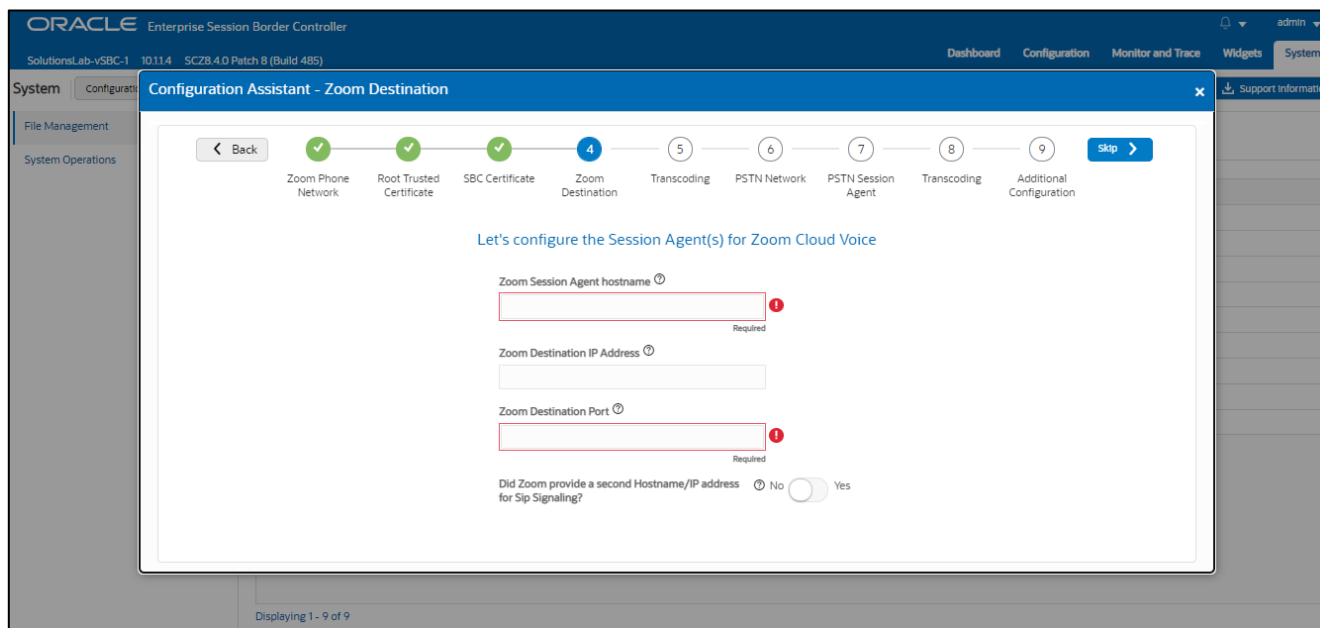 ORACLE Enterprise Session Border Controller
admin
SolutionsLab-vSBC-1 10.1.1.4 SCZ8.4.0 Patch 8 (Build 485)
Dashboard Configuration Monitor and Trace Widgets System
System
Configuration Assistant - Zoom Destination
File Management
System Operations
Back
4 5 6 7 8 9
Skip
Zoom Phone Network
Root Trusted Certificate
SBC Certificate
Zoom Destination
Transcoding
PSTN Network
PSTN Session Agent
Transcoding
Additional Configuration
Let's configure the Session Agent(s) for Zoom Cloud Voice
Zoom Session Agent hostname
Required
Zoom Destination IP Address
Zoom Destination Port
Required
Did Zoom provide a second Hostname/IP address
for Sip Signaling?
No Yes
Support Informati
Displaying 1 - 9 of 9